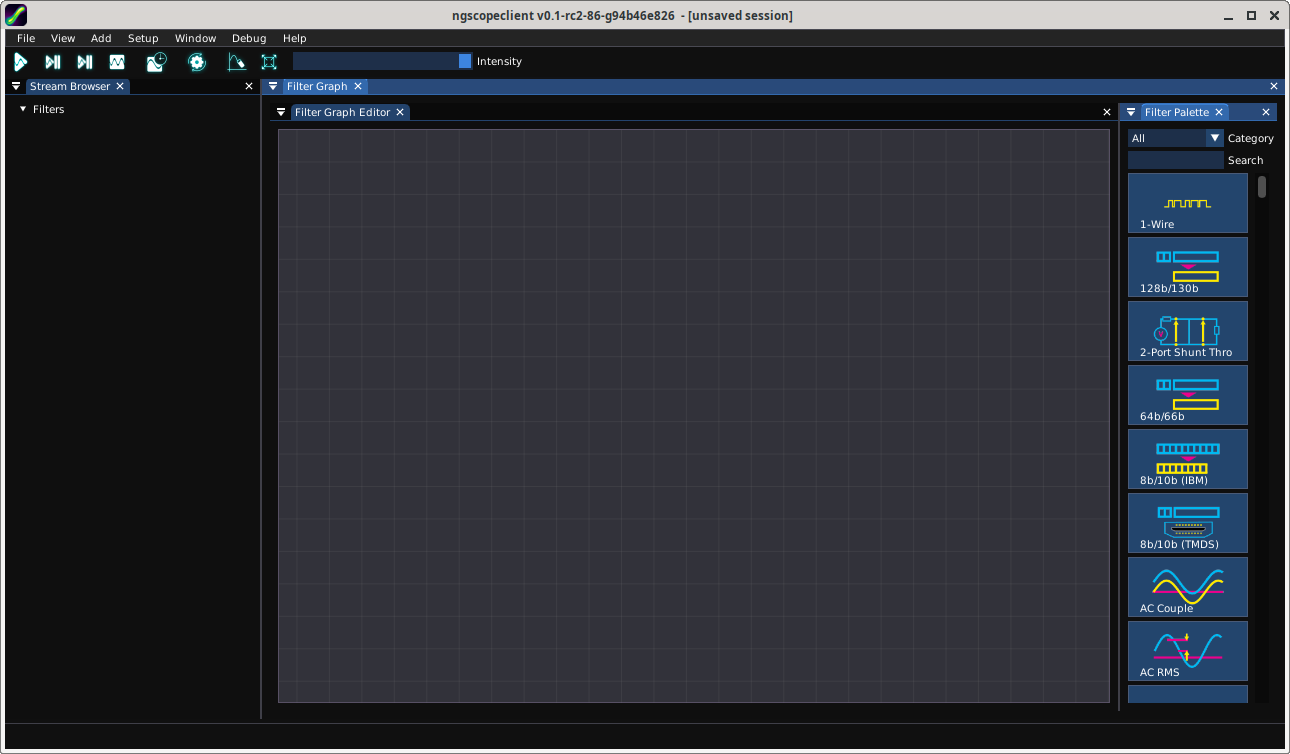 ngscopeclient v0.1-rc2-86-g94b46e826 - [unsaved session]
File View Add Setup Window Debug Help
Intensity
Stream Browser
Filter Graph
Filters
Filter Graph Editor
Filter Palette
All Category
Search
1-Wire
128b/130b
2-Port Shunt Thro
64b/66b
8b/10b (IBM)
8b/10b (TMDS)
AC Couple
AC RMS